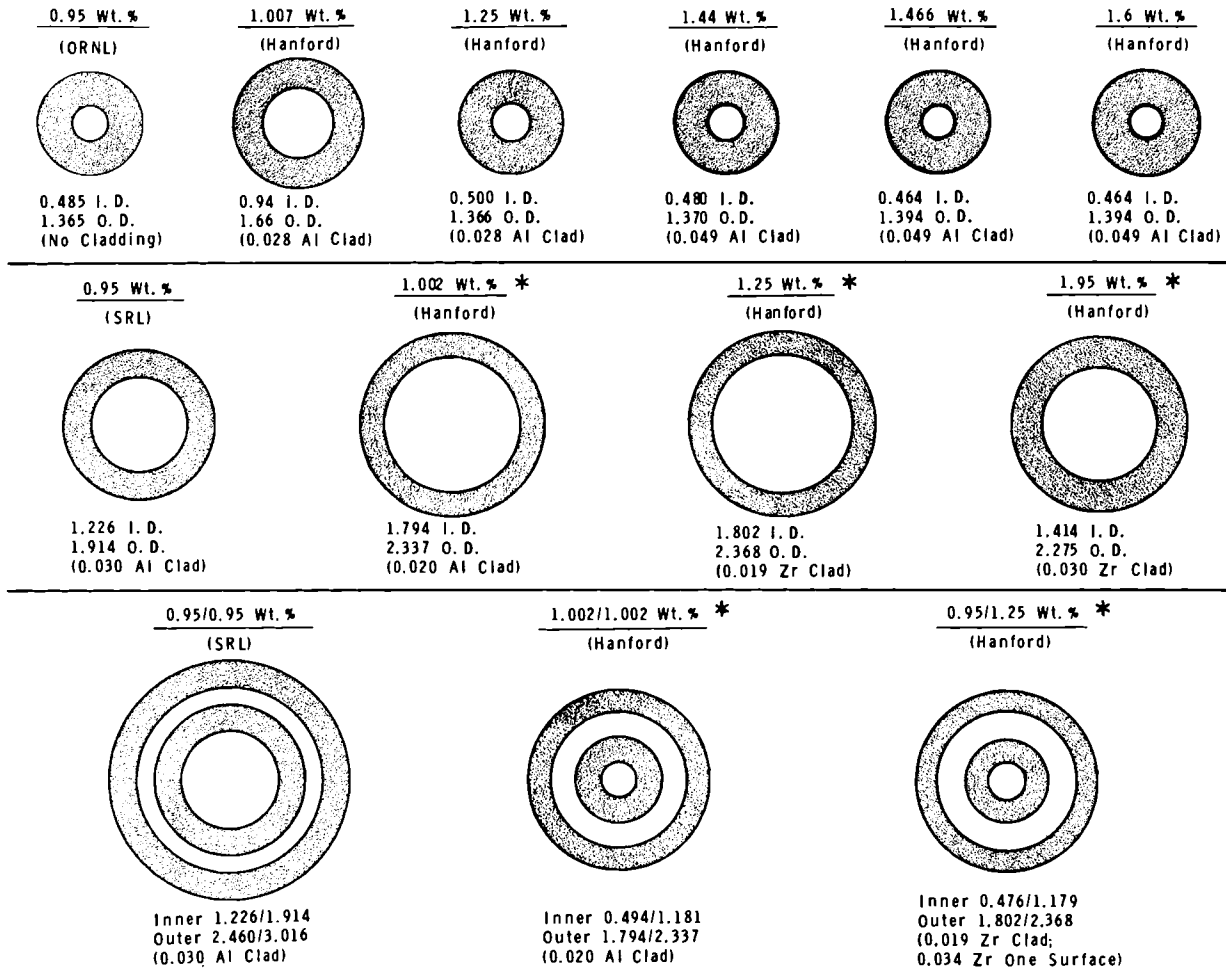 0.95 Wt. %
(ORNL)
0.485 I. D.
1.365 O. D.
(No Cladding)
1.007 Wt. %
(Hanford)
0.94 I. D.
1.66 O. D.
(0.028 Al Clad)
1.25 Wt. %
(Hanford)
0.500 I. D.
1.366 O. D.
(0.028 Al Clad)
1.44 Wt. %
(Hanford)
0.480 I. D.
1.370 O. D.
(0.049 Al Clad)
1.466 Wt. %
(Hanford)
0.464 I. D.
1.394 O. D.
(0.049 Al Clad)
1.6 Wt. %
(Hanford)
0.464 I. D.
1.394 O. D.
(0.049 Al Clad)
0.95 Wt. %
(SRL)
1.226 I. D.
1.914 O. D.
(0.030 Al Clad)
1.002 Wt. % *
(Hanford)
1.794 I. D.
2.337 O. D.
(0.020 Al Clad)
1.25 Wt. % *
(Hanford)
1.802 I. D.
2.368 O. D.
(0.019 Zr Clad)
1.95 Wt. % *
(Hanford)
1.414 I. D.
2.275 O. D.
(0.030 Zr Clad)
0.95/0.95 Wt. %
(SRL)
Inner 1.226/1.914
Outer 2.460/3.016
(0.030 Al Clad)
1.002/1.002 Wt. % *
(Hanford)
Inner 0.494/1.181
Outer 1.794/2.337
(0.020 Al Clad)
0.95/1.25 Wt. % *
(Hanford)
Inner 0.476/1.179
Outer 1.802/2.368
(0.019 Zr Clad;
0.034 Zr One Surface)